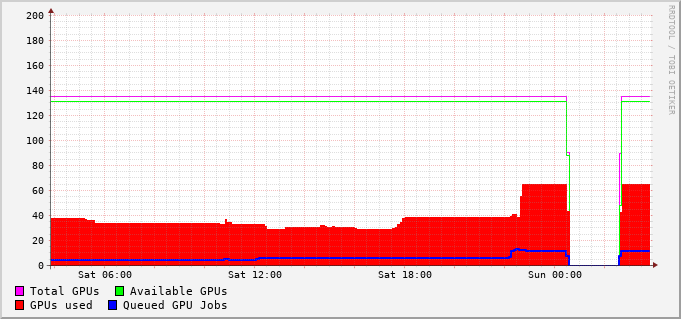 200
180
160
140
120
100
80
60
40
20
0
Sat 06:00 Sat 12:00 Sat 18:00 Sun 00:00
Total GPUs Available GPUs
GPUs used Queued GPU Jobs
RRDTOOL / TOBI OETIKER